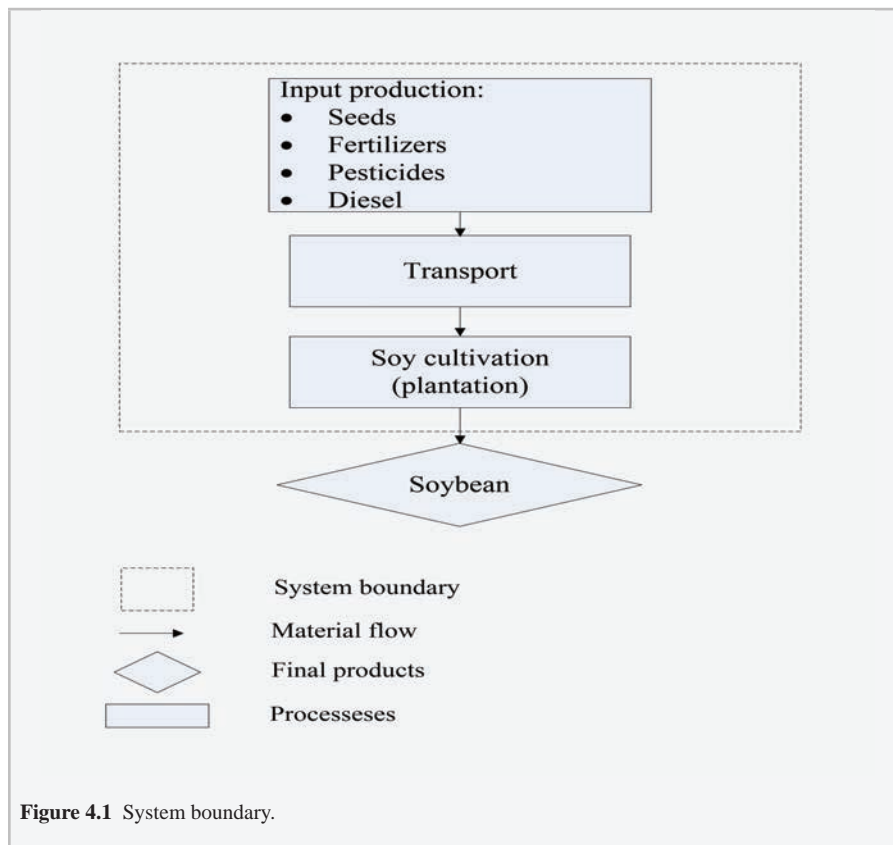 Input production:
• Seeds
• Fertilizers
• Pesticides
• Diesel
Transport
Soy cultivation
(plantation)
Soybean
System boundary
Material flow
Final products
Processeses
Figure 4.1 System boundary.